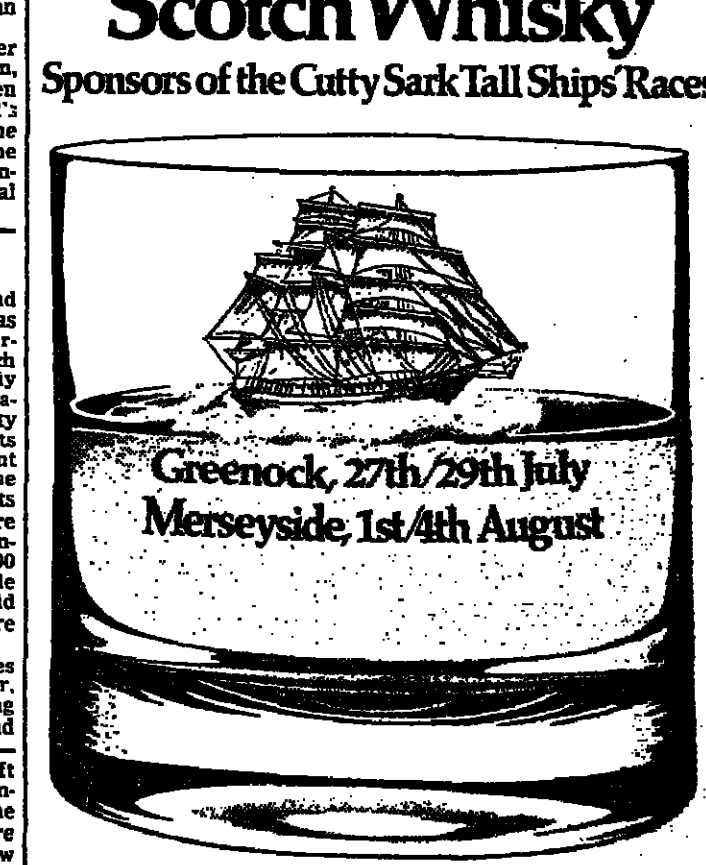 Scotch Whisky
Sponsors of the Cutty Sark Tall Ships' Races
Greenock, 27th/29th July
Merseyside, 1st/4th August